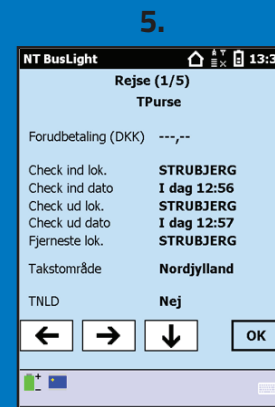 5.
NT BusLight 13:3
Rejse (1/5)
TPurse
Forudbetaling (DKK) ---,--
Check ind lok. STRUBJERG
Check ind dato I dag 12:56
Check ud lok. STRUBJERG
Check ud dato I dag 12:57
Fjerneste lok. STRUBJERG
Takstområde Nordjylland
TNLD Nej
OK